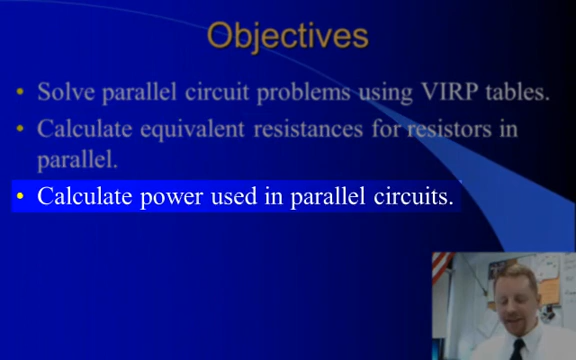 Objectives
• Solve parallel circuit problems using VIRP tables.
• Calculate equivalent resistances for resistors in
parallel.
• Calculate power used in parallel circuits.